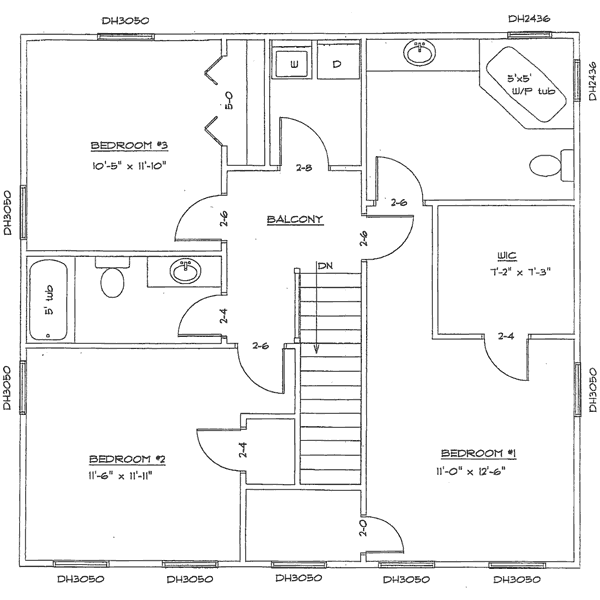 DH3050
DH2436
DH2436
W
D
5'x5'
W/P tub
5-0
BEDROOM #3
10'-5" x 11'-10"
2-8
2-6
DH3050
2-6
BALCONY
2-6
WIC
7'-2" x 7'-3"
DN
5' tub
2-4
2-6
2-4
DH3050
DH3050
BEDROOM #2
11'-6" x 11'-11"
2-4
BEDROOM #1
11'-0" x 12'-6"
2-0
DH3050
DH3050
DH3050
DH3050
DH3050